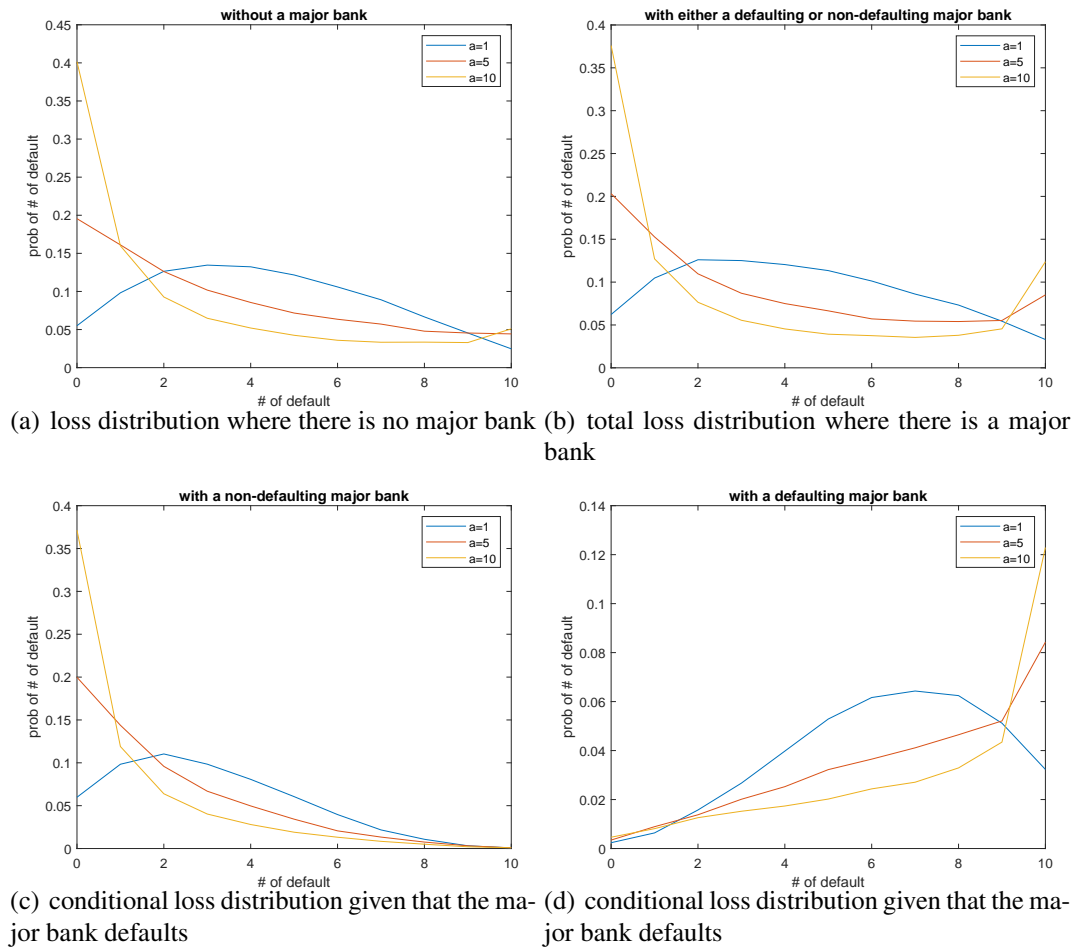 without a major bank
0.45
0.4
0.35
0.3
0.25
0.2
0.15
0.1
0.05
0
prob of # of default
a=1
a=5
a=10
0 2 4 6 8 10
# of default
(a) loss distribution where there is no major bank
with either a defaulting or non-defaulting major bank
0.4
0.35
0.3
0.25
0.2
0.15
0.1
0.05
0
prob of # of default
a=1
a=5
a=10
0 2 4 6 8 10
# of default
(b) total loss distribution where there is a major
bank
with a non-defaulting major bank
0.4
0.35
0.3
0.25
0.2
0.15
0.1
0.05
0
prob of # of default
a=1
a=5
a=10
0 2 4 6 8 10
# of default
(c) conditional loss distribution given that the ma-
jor bank defaults
with a defaulting major bank
0.14
0.12
0.1
0.08
0.06
0.04
0.02
0
prob of # of default
a=1
a=5
a=10
0 2 4 6 8 10
# of default
(d) conditional loss distribution given that the ma-
jor bank defaults